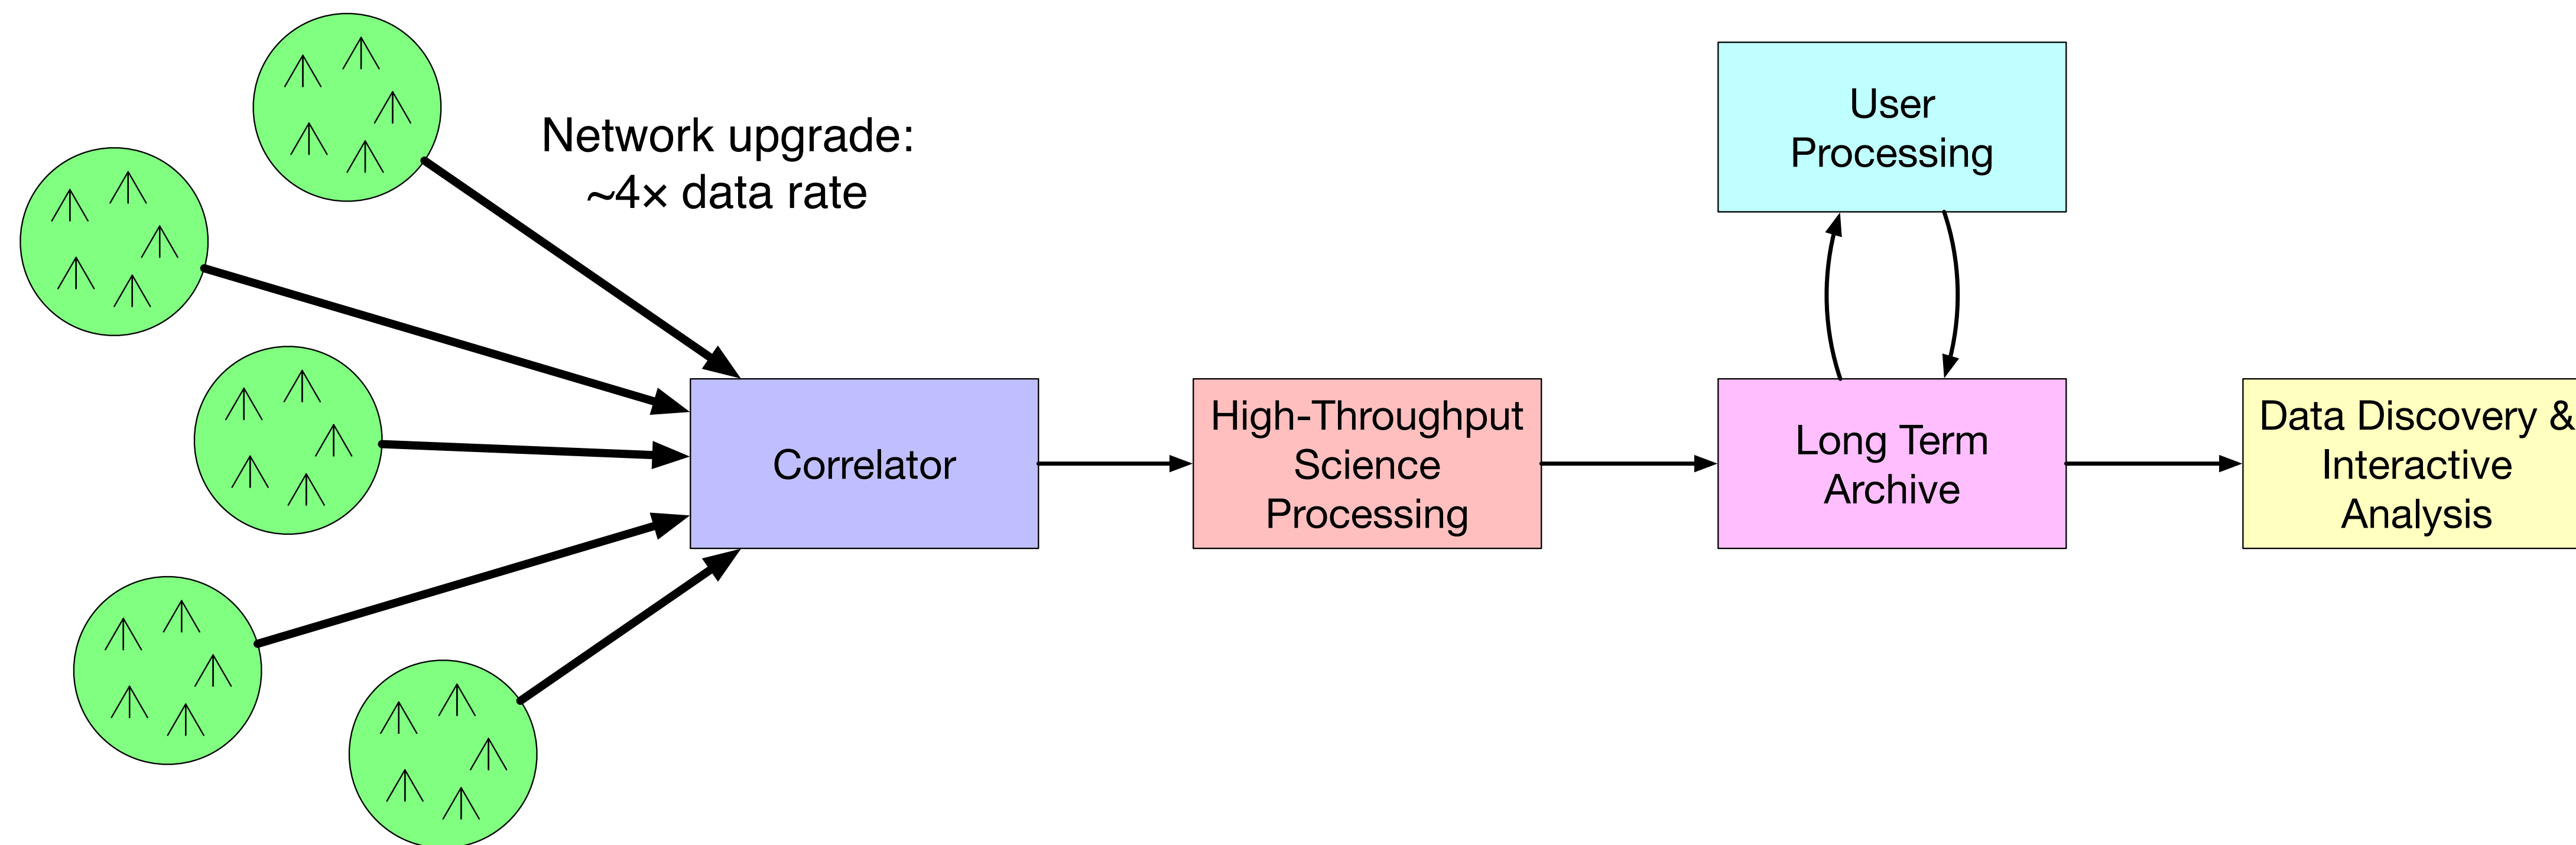 Network upgrade:
~4× data rate
User
Processing
Correlator
High-Throughput
Science
Processing
Long Term
Archive
Data Discovery &
Interactive
Analysis